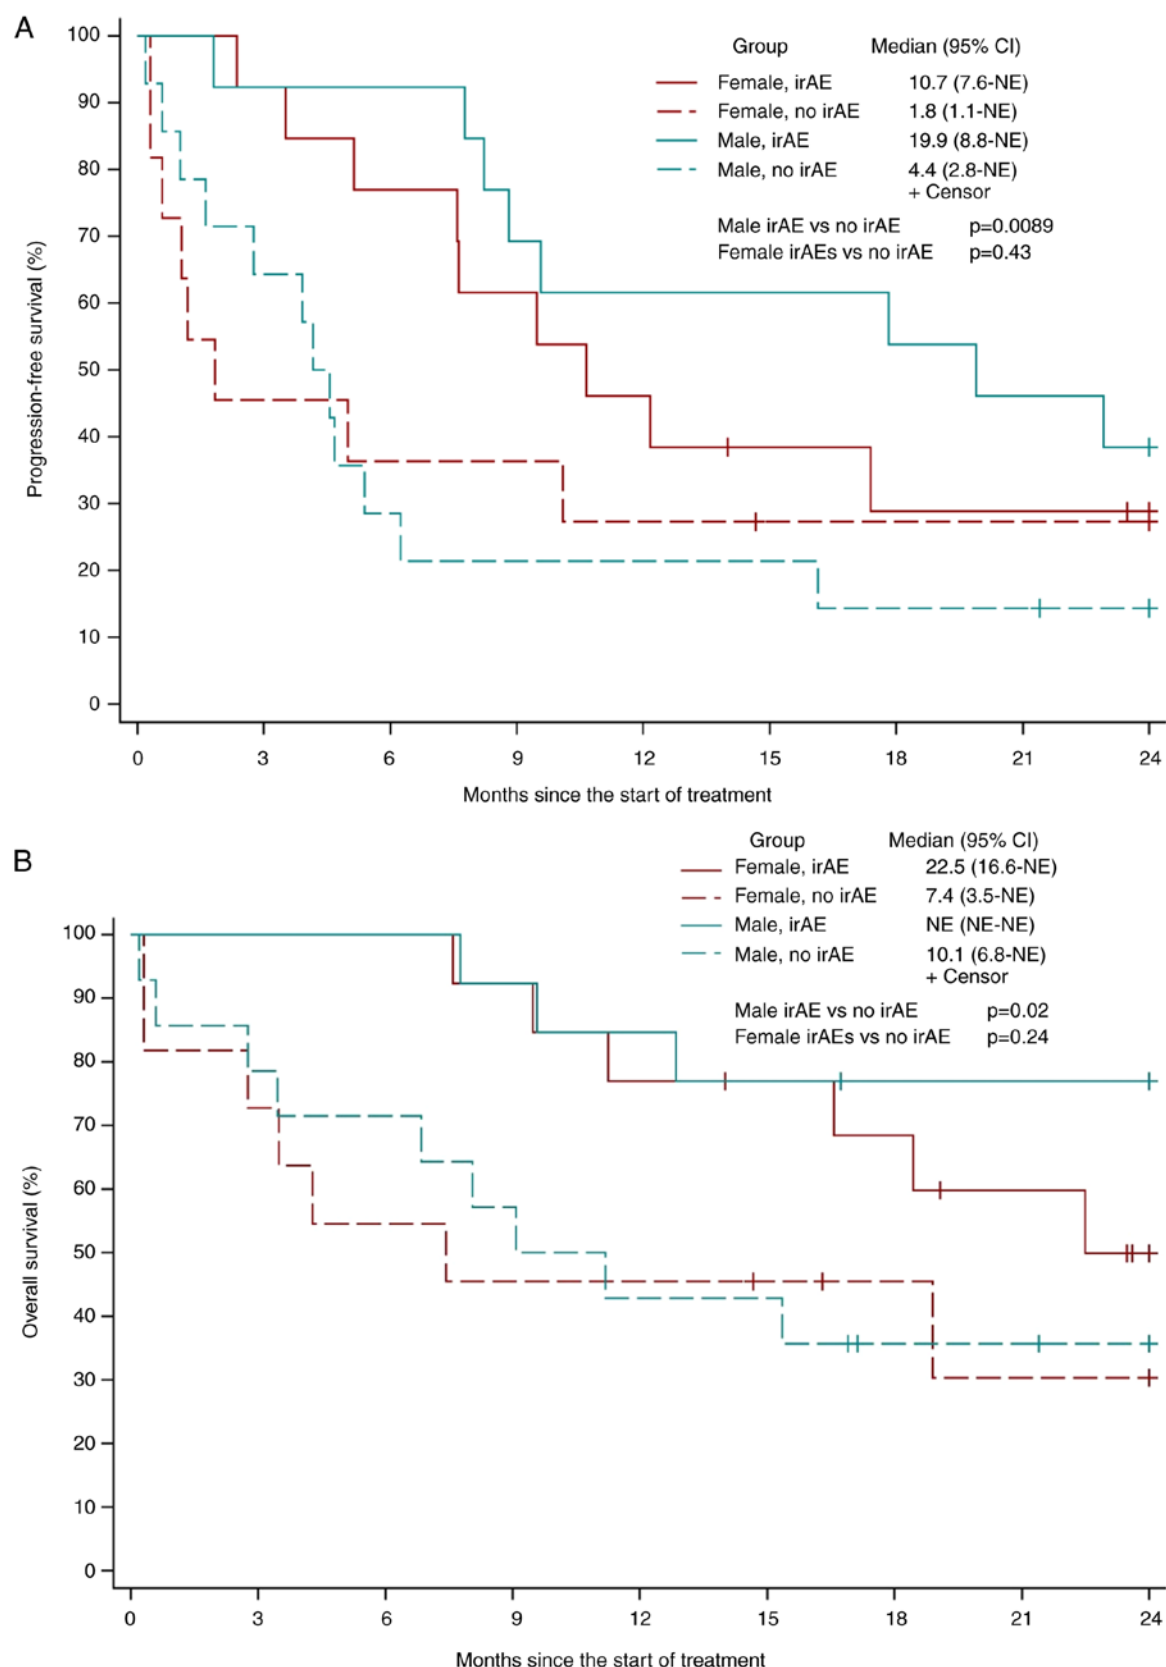 A
Group Median (95% CI)
Female, irAE 10.7 (7.6-NE)
Female, no irAE 1.8 (1.1-NE)
Male, irAE 19.9 (8.8-NE)
Male, no irAE 4.4 (2.8-NE)
+ Censor
Male irAE vs no irAE p=0.0089
Female irAEs vs no irAE p=0.43
Progression-free survival (%)
100
90
80
70
60
50
40
30
20
10
0
0 3 6 9 12 15 18 21 24
Months since the start of treatment
B
Group Median (95% CI)
Female, irAE 22.5 (16.6-NE)
Female, no irAE 7.4 (3.5-NE)
Male, irAE NE (NE-NE)
Male, no irAE 10.1 (6.8-NE)
+ Censor
Male irAE vs no irAE p=0.02
Female irAEs vs no irAE p=0.24
Overall survival (%)
100
90
80
70
60
50
40
30
20
10
0
0 3 6 9 12 15 18 21 24
Months since the start of treatment